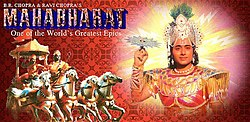 B.R. CHOPRA & RAVI CHOPRA'S
MAHABHARAT
One of the World's Greatest Epics